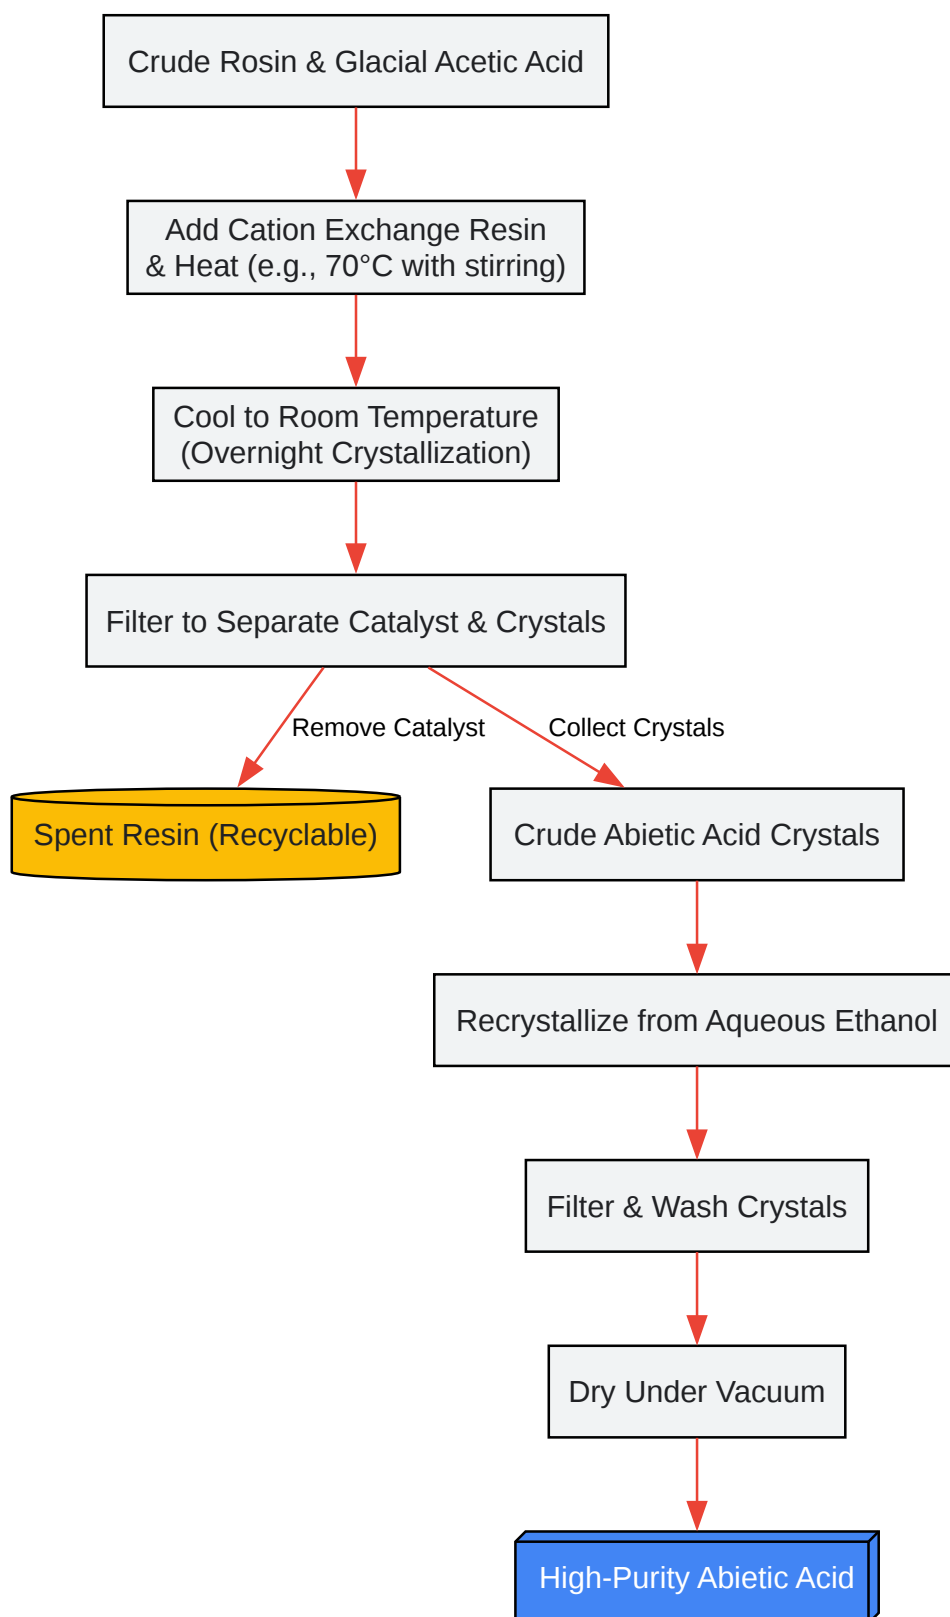 Crude Rosin & Glacial Acetic Acid
Add Cation Exchange Resin
& Heat (e.g., 70°C with stirring)
Cool to Room Temperature
(Overnight Crystallization)
Filter to Separate Catalyst & Crystals
Remove Catalyst
Collect Crystals
Spent Resin (Recyclable)
Crude Abietic Acid Crystals
Recrystallize from Aqueous Ethanol
Filter & Wash Crystals
Dry Under Vacuum
High-Purity Abietic Acid